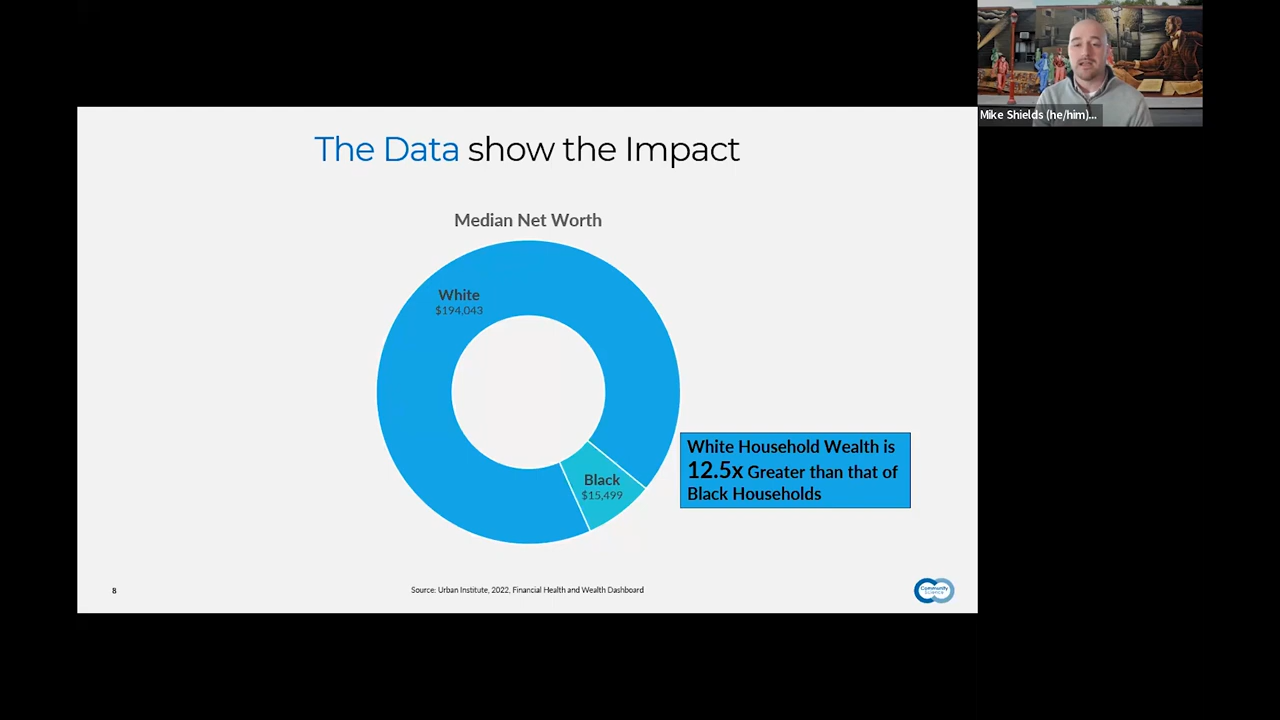 Mike Shields (he/him)...
The Data show the Impact
Median Net Worth
White
$194,043
Black
$15,499
White Household Wealth is
12.5x Greater than that of
Black Households
8
Source: Urban Institute, 2022, Financial Health and Wealth Dashboard
Community
Science